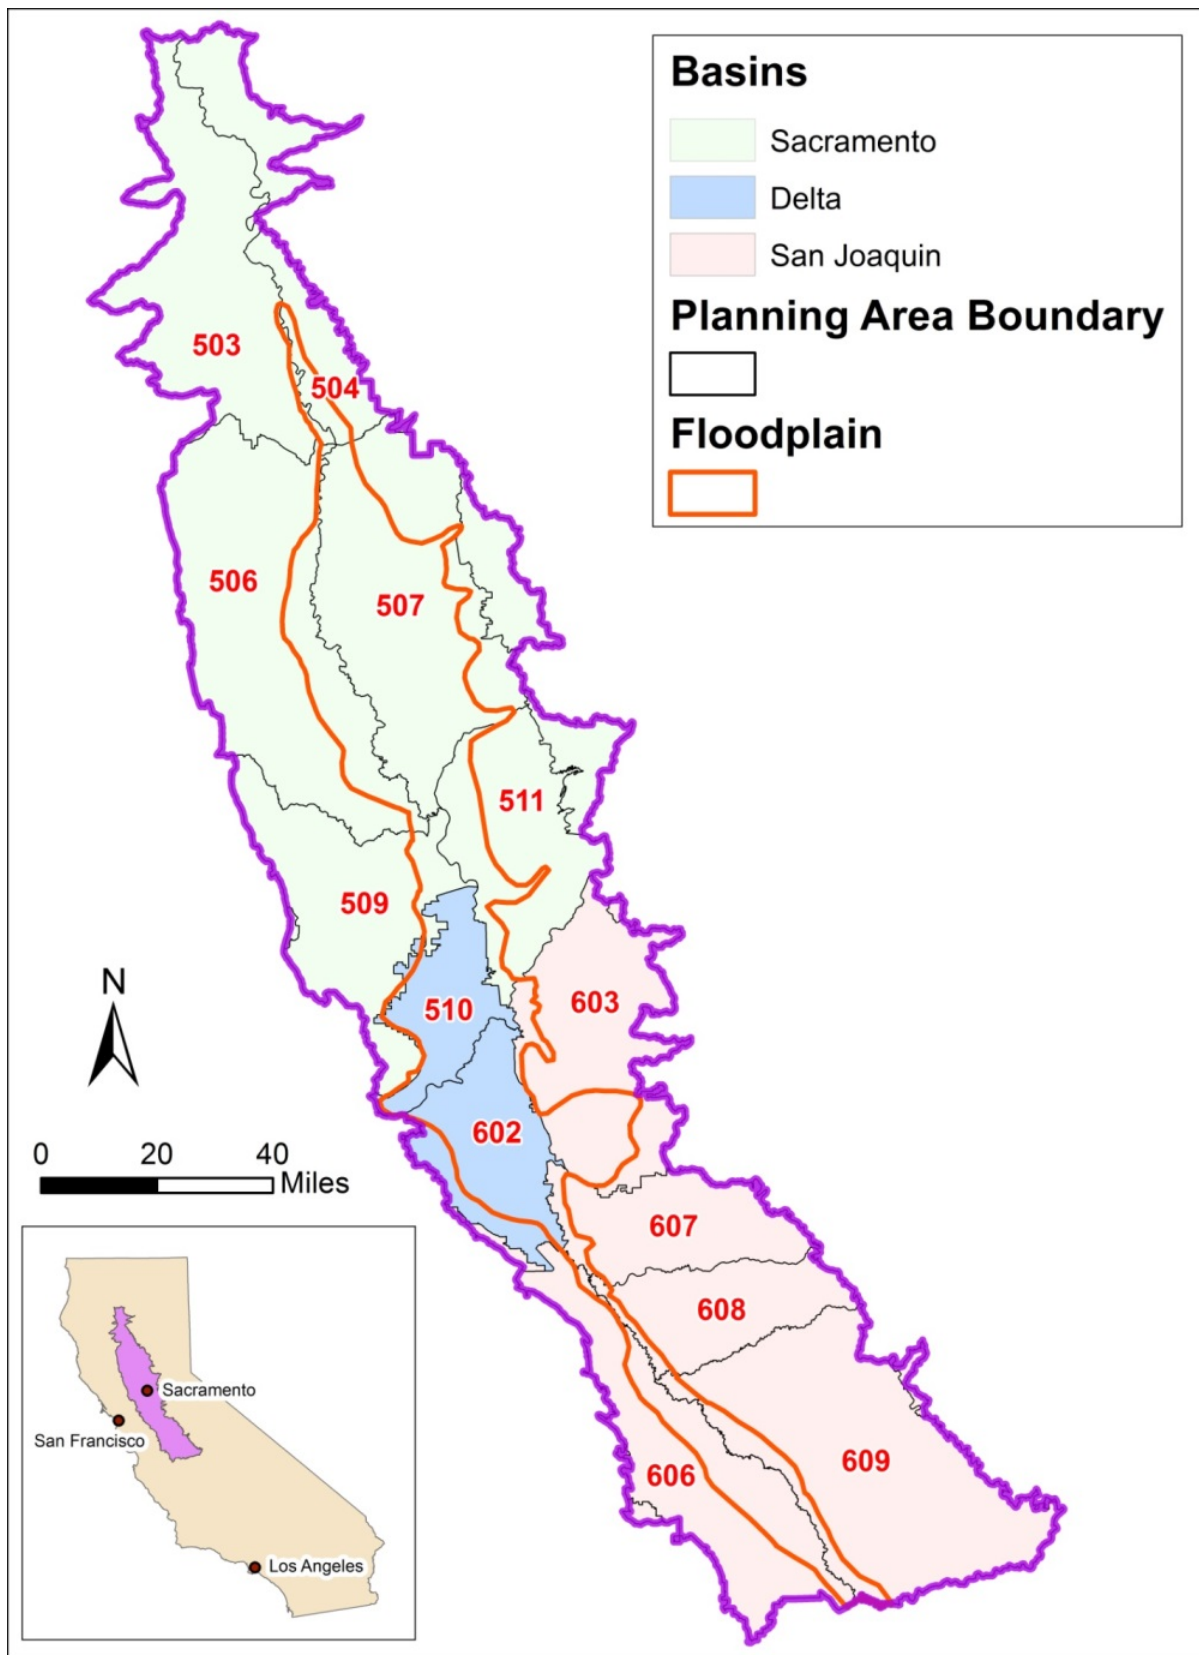 Basins
Sacramento
Delta
San Joaquin
Planning Area Boundary
Floodplain
503
504
506
507
511
509
510
603
602
607
608
606
609
N
0 20 40
Miles
Sacramento
San Francisco
Los Angeles